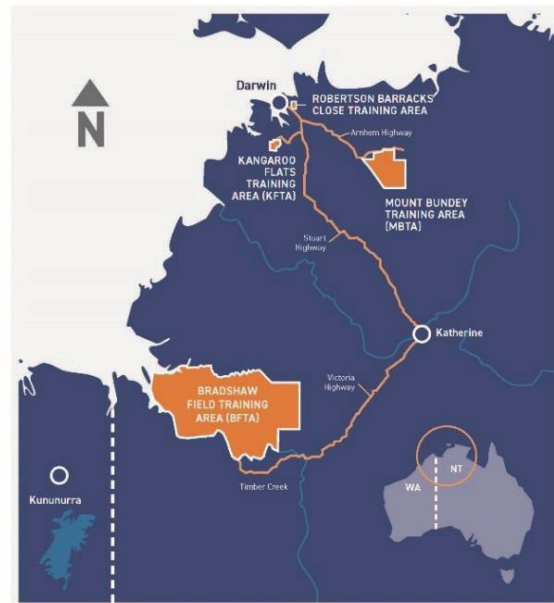 Darwin
ROBERTSON BARRACKS
CLOSE TRAINING AREA
N
Arnhem Highway
KANGAROO
FLATS
TRAINING
AREA (KFTA)
MOUNT BUNDEY
TRAINING AREA
(MBTA)
Stuart
Highway
Katherine
BRADSHAW
FIELD TRAINING
AREA (BFTA)
Victoria
Highway
Timber Creek
Kununurra
WA
NT